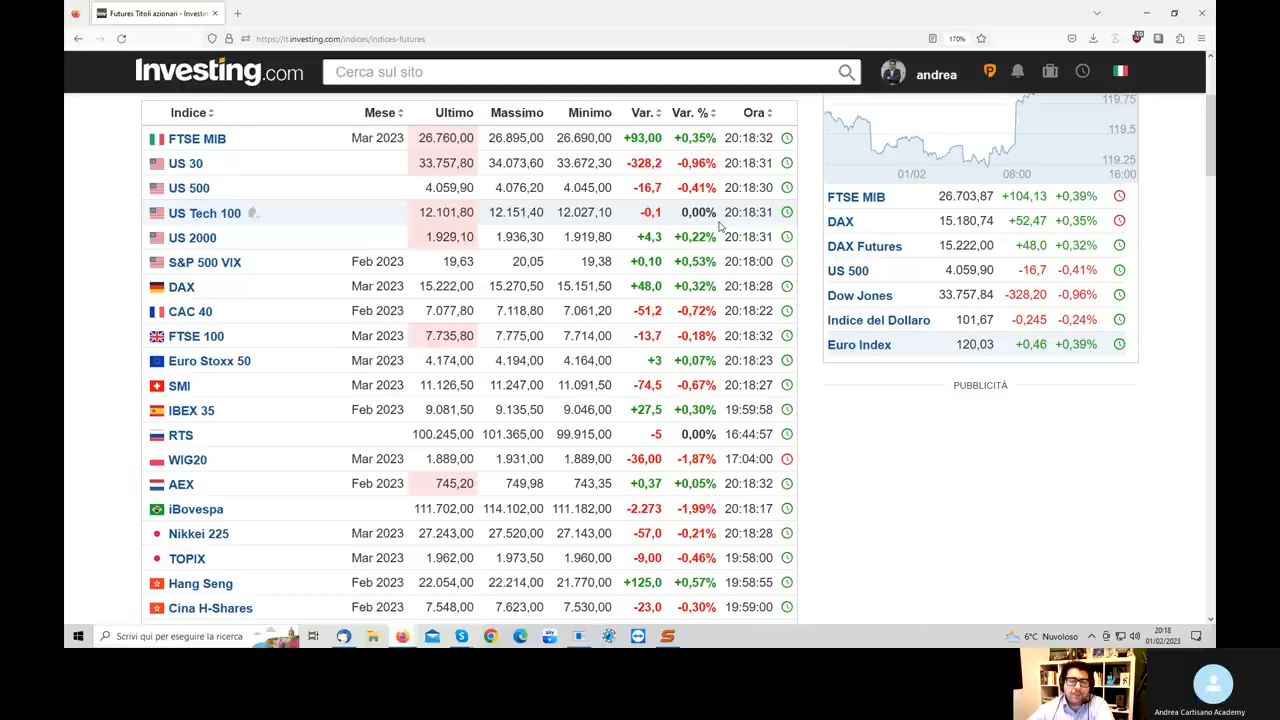 Futures Titoli azionari - Investin
https://it.investing.com/indices/indices-futures
170%
Investing.com
Cerca sul sito
andrea
Indice Mese Ultimo Massimo Minimo Var. Var. % Ora
FTSE MIB Mar 2023 26.760,00 26.895,00 26.690,00 +93,00 +0,35% 20:18:32
US 30 33.757,80 34.073,60 33.672,30 -328,2 -0,96% 20:18:31
US 500 4.059,90 4.076,20 4.045,00 -16,7 -0,41% 20:18:30
US Tech 100 12.101,80 12.151,40 12.027,10 -0,1 0,00% 20:18:31
US 2000 1.929,10 1.936,30 1.919,80 +4,3 +0,22% 20:18:31
S&P 500 VIX Feb 2023 19,63 20,05 19,38 +0,10 +0,53% 20:18:00
DAX Mar 2023 15.222,00 15.270,50 15.151,50 +48,0 +0,32% 20:18:28
CAC 40 Feb 2023 7.077,80 7.118,80 7.061,20 -51,2 -0,72% 20:18:22
FTSE 100 Mar 2023 7.735,80 7.775,00 7.714,00 -13,7 -0,18% 20:18:32
Euro Stoxx 50 Mar 2023 4.174,00 4.194,00 4.164,00 +3 +0,07% 20:18:23
SMI Mar 2023 11.126,50 11.247,00 11.091,50 -74,5 -0,67% 20:18:27
IBEX 35 Feb 2023 9.081,50 9.135,50 9.046,00 +27,5 +0,30% 19:59:58
RTS 100.245,00 101.365,00 99.915,00 -5 0,00% 16:44:57
WIG20 Mar 2023 1.889,00 1.931,00 1.889,00 -36,00 -1,87% 17:04:00
AEX Feb 2023 745,20 749,98 743,35 +0,37 +0,05% 20:18:32
iBovespa 111.702,00 114.102,00 111.182,00 -2.273 -1,99% 20:18:17
Nikkei 225 Mar 2023 27.243,00 27.520,00 27.143,00 -57,0 -0,21% 20:18:28
TOPIX Mar 2023 1.962,00 1.973,50 1.960,00 -9,00 -0,46% 19:58:00
Hang Seng Feb 2023 22.054,00 22.214,00 21.770,00 +125,0 +0,57% 19:58:55
Cina H-Shares Feb 2023 7.548,00 7.623,00 7.530,00 -23,0 -0,30% 19:59:00
119.75
119.5
119.25
01/02 08:00 16:00
FTSE MIB 26.703,87 +104,13 +0,39%
DAX 15.180,74 +52,47 +0,35%
DAX Futures 15.222,00 +48,0 +0,32%
US 500 4.059,90 -16,7 -0,41%
Dow Jones 33.757,84 -328,20 -0,96%
Indice del Dollaro 101,67 -0,245 -0,24%
Euro Index 120,03 +0,46 +0,39%
PUBBLICITÀ
Scrivi qui per eseguire la ricerca
sky
6°C Nuvoloso
20:18
01/02/2023
Andrea Cartisano Academy